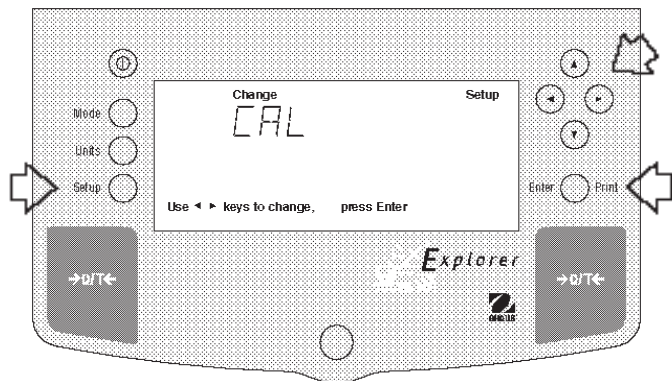 Change Setup
CAL
Mode
Units
Setup
Enter Print
Use ◄ ► keys to change, press Enter
Explorer
→0/T← →0/T←
OHAUS